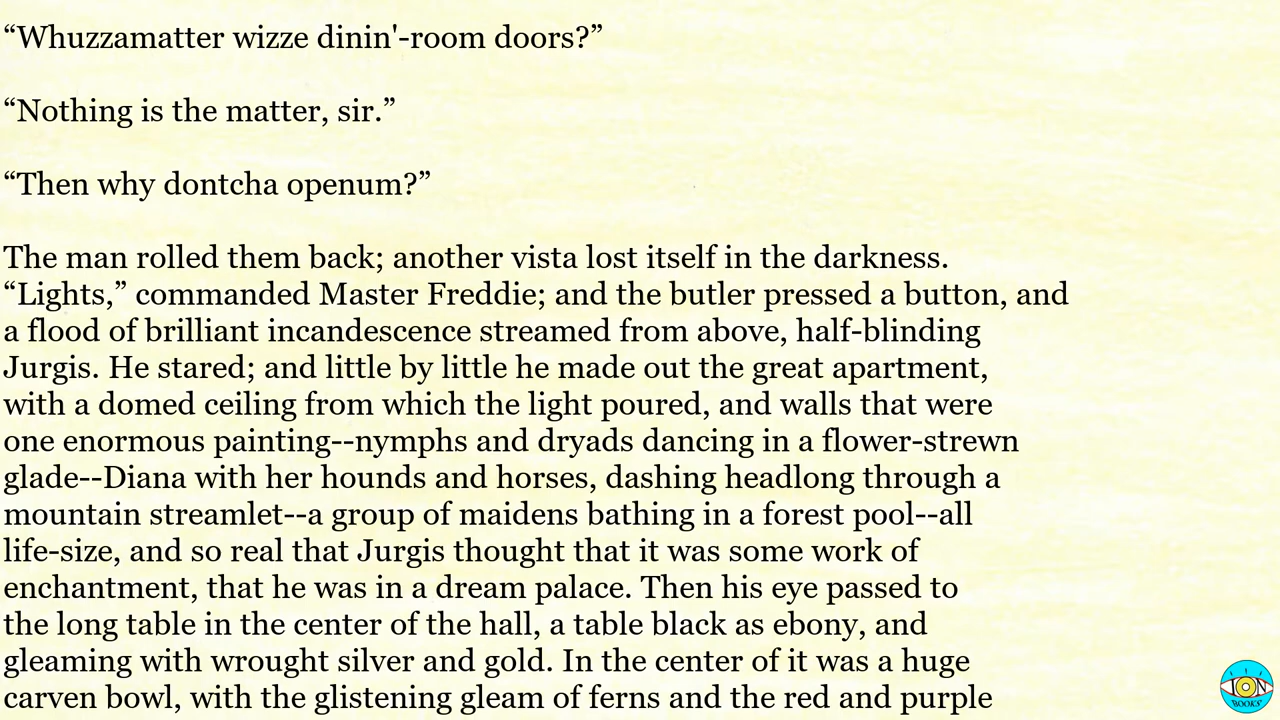 “Whuzzamatter wizze dinin'-room doors?”
“Nothing is the matter, sir.”
“Then why dontcha openum?”
The man rolled them back; another vista lost itself in the darkness.
“Lights,” commanded Master Freddie; and the butler pressed a button, and
a flood of brilliant incandescence streamed from above, half-blinding
Jurgis. He stared; and little by little he made out the great apartment,
with a domed ceiling from which the light poured, and walls that were
one enormous painting--nymphs and dryads dancing in a flower-strewn
glade--Diana with her hounds and horses, dashing headlong through a
mountain streamlet--a group of maidens bathing in a forest pool--all
life-size, and so real that Jurgis thought that it was some work of
enchantment, that he was in a dream palace. Then his eye passed to
the long table in the center of the hall, a table black as ebony, and
gleaming with wrought silver and gold. In the center of it was a huge
carven bowl, with the glistening gleam of ferns and the red and purple
ION
BOOKS